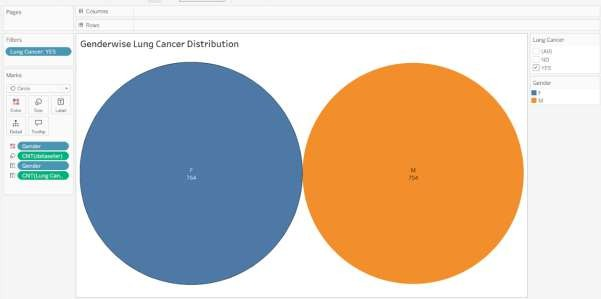 Pages
Columns
Rows
Filters
Lung Cancer: YES
Marks
Circle
Color
Size
Label
Detail
Tooltip
Gender
CNT(dataseller)
Gender
CNT(Lung Can..
Genderwise Lung Cancer Distribution
F
764
M
754
Lung Cancer
(All)
NO
YES
Gender
F
M